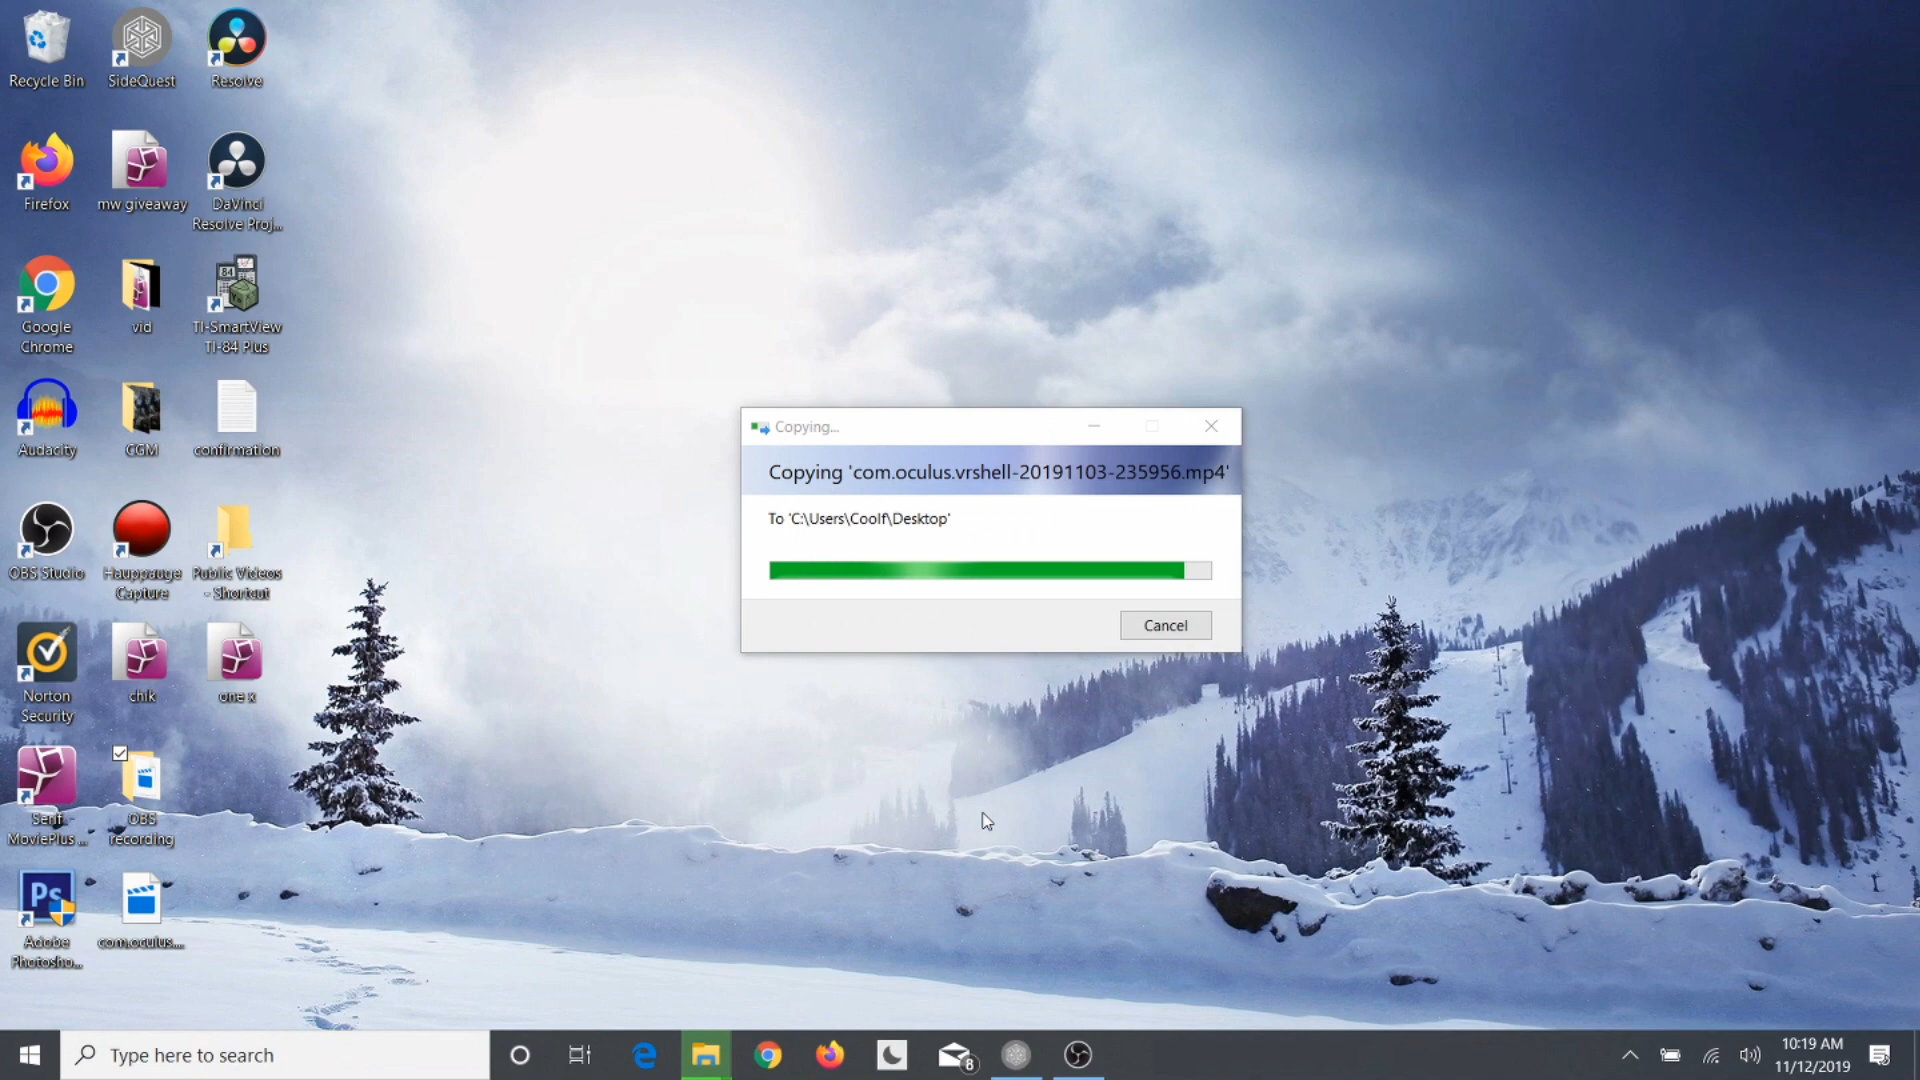 Recycle Bin
SideQuest
Resolve
Firefox
mw giveaway
DaVinci
Resolve Proj...
Google
Chrome
vid
84
TI-SmartView
TI-84 Plus
Audacity
CGM
confirmation
OBS Studio
Hauppauge
Capture
Public Videos
- Shortcut
Norton
Security
chik
one x
Serif
MoviePlus ...
OBS
recording
Ps
Adobe
Photosho...
com.oculus....
Copying...
Copying 'com.oculus.vrshell-20191103-235956.mp4'
To 'C:\Users\Coolf\Desktop'
Cancel
Type here to search
8
10:19 AM
11/12/2019